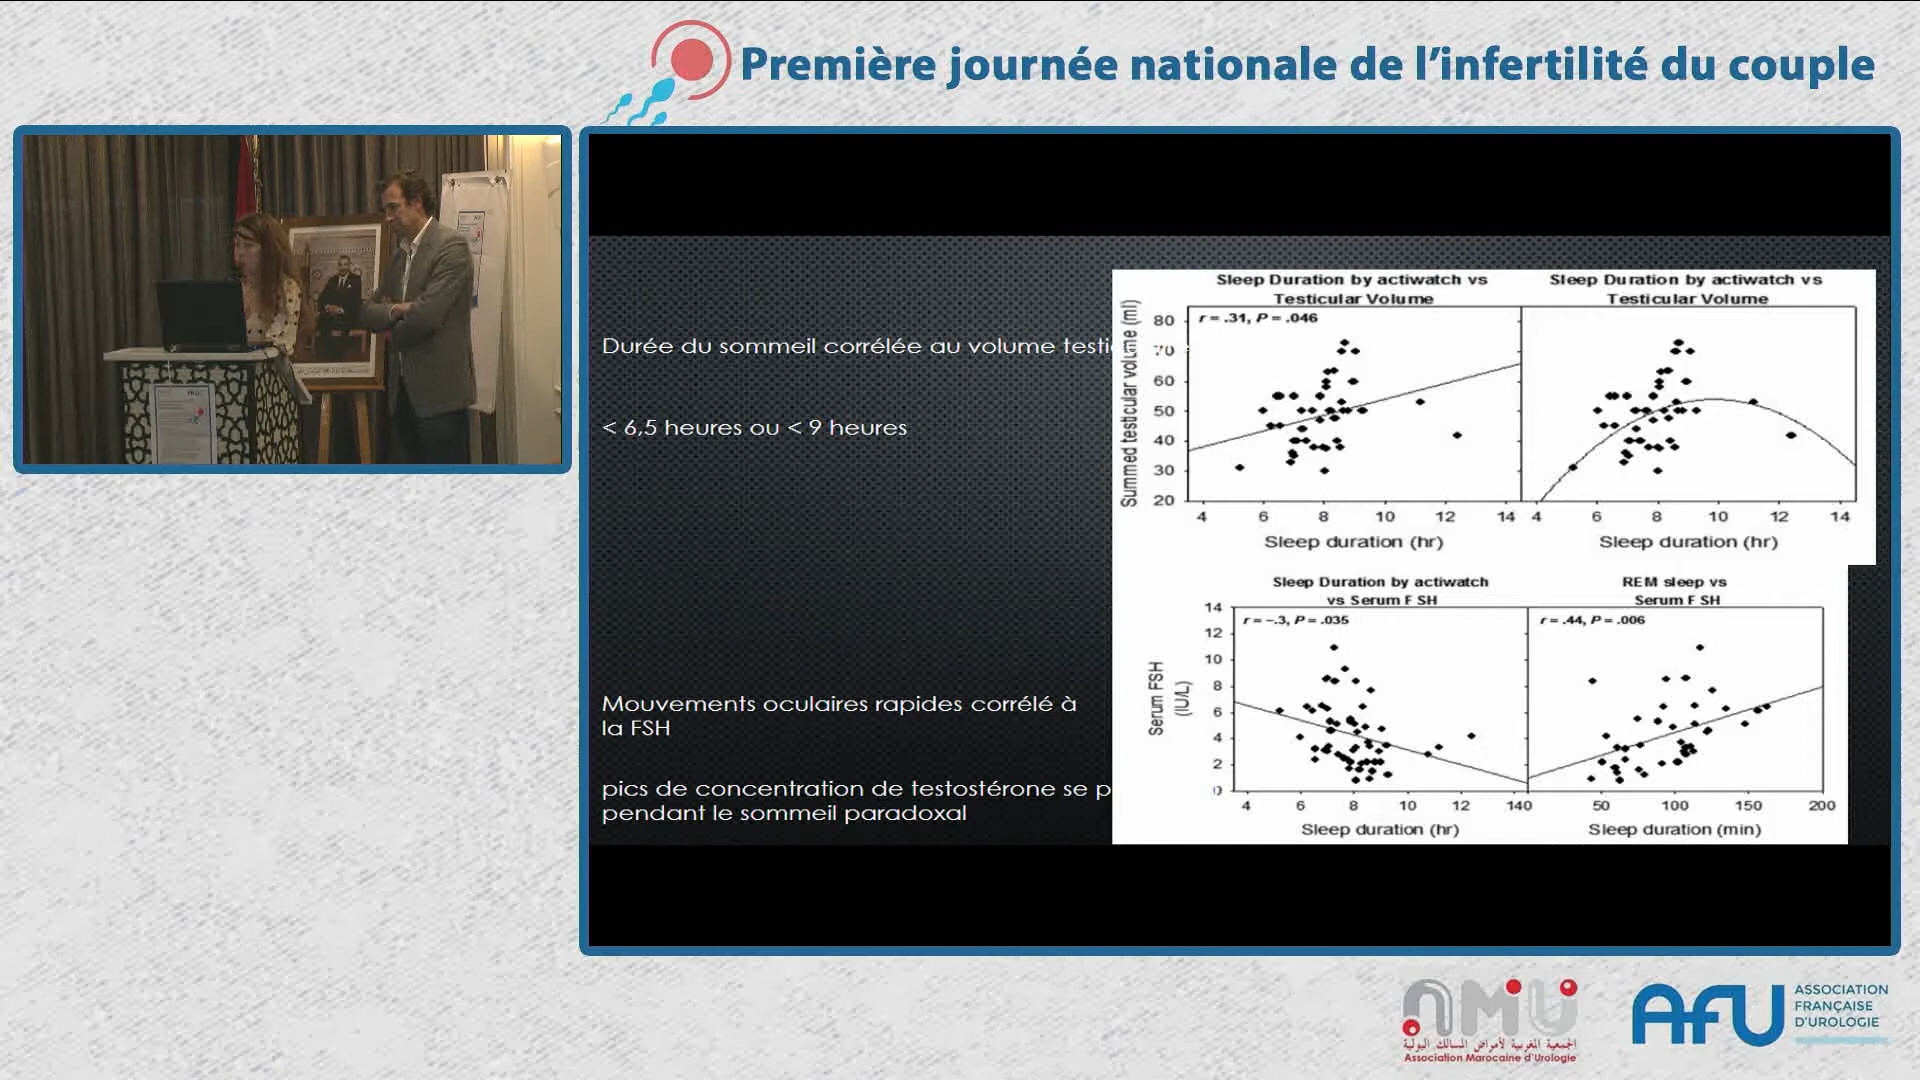 Première journée nationale de l'infertilité du couple
Durée du sommeil corrélée au volume testi
< 6,5 heures ou < 9 heures
Mouvements oculaires rapides corrélé à
la FSH
pics de concentration de testostérone se p
pendant le sommeil paradoxal
Sleep Duration by actiwatch vs
Testicular Volume
Sleep Duration by actiwatch vs
Testicular Volume
Summed testicular volume (ml)
r = .31, P = .046
80
70
60
50
40
30
20
4 6 8 10 12 14
4 6 8 10 12 14
Sleep duration (hr)
Sleep duration (hr)
Sleep Duration by actiwatch
vs Serum F SH
REM sleep vs
Serum F SH
Serum FSH
(IU/L)
r = -.3, P = .035
r = .44, P = .006
14
12
10
8
6
4
2
0
4 6 8 10 12 14
0 50 100 150 200
Sleep duration (hr)
Sleep duration (min)
AMU
الجمعية المغربية لأمراض المسالك البولية
Association Marocaine d'Urologie
AFU
ASSOCIATION
FRANÇAISE
D'UROLOGIE